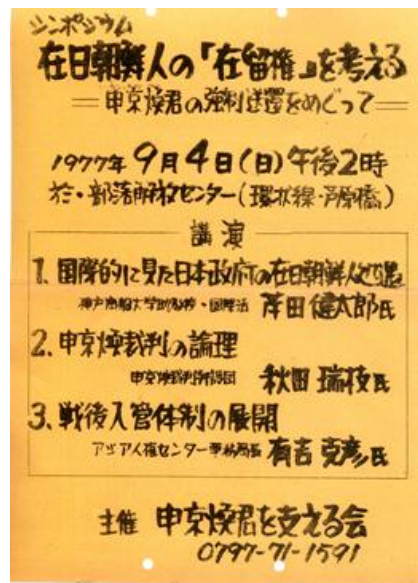 シンポジウム
在日朝鮮人の「在留権」を考える
＝申京煥君の強制送還をめぐって＝
1977年9月4日(日)午後2時
於・部落解放センター(環状線・芦原橋)
講演
1. 国際的に見た日本政府の在日朝鮮人処遇
神戸商船大学助教授・国際法 芹田健太郎氏
2. 申京煥裁判の論理
申京煥裁判弁護団 秋田瑞枝氏
3. 戦後入管体制の展開
アジア人権センター事務局長 有吉克彦氏
主催 申京煥君を支える会
0797-71-1591